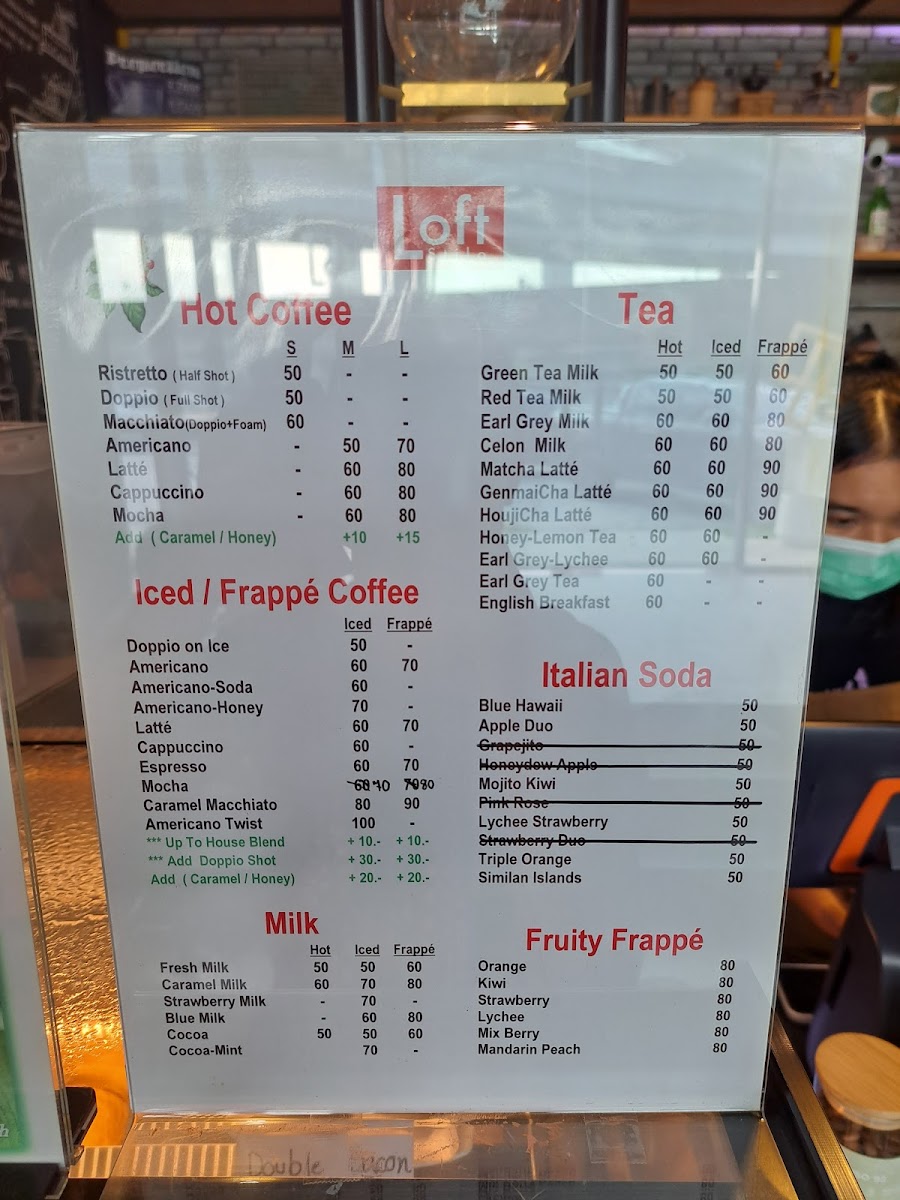 Loft
Hot Coffee
S M L
Ristretto ( Half Shot ) 50 - -
Doppio ( Full Shot ) 50 - -
Macchiato(Doppio+Foam) 60 - -
Americano - 50 70
Latté - 60 80
Cappuccino - 60 80
Mocha - 60 80
Add ( Caramel / Honey) +10 +15
Iced / Frappé Coffee
Iced Frappé
Doppio on Ice 50 -
Americano 60 70
Americano-Soda 60 -
Americano-Honey 70 -
Latté 60 70
Cappuccino 60 -
Espresso 60 70
Mocha 60 70 70 80
Caramel Macchiato 80 90
Americano Twist 100 -
*** Up To House Blend + 10.- + 10.-
*** Add Doppio Shot + 30.- + 30.-
Add ( Caramel / Honey) + 20.- + 20.-
Milk
Hot Iced Frappé
Fresh Milk 50 50 60
Caramel Milk 60 70 80
Strawberry Milk - 70 -
Blue Milk - 60 80
Cocoa 50 50 60
Cocoa-Mint 70 -
Tea
Hot Iced Frappé
Green Tea Milk 50 50 60
Red Tea Milk 50 50 60
Earl Grey Milk 60 60 80
Celon Milk 60 60 80
Matcha Latté 60 60 90
GenmaiCha Latté 60 60 90
HoujiCha Latté 60 60 90
Honey-Lemon Tea 60 60 -
Earl Grey-Lychee 60 60 -
Earl Grey Tea 60 - -
English Breakfast 60 - -
Italian Soda
Blue Hawaii 50
Apple Duo 50
Grapejito 50
Honeydew Apple 50
Mojito Kiwi 50
Pink Rose 50
Lychee Strawberry 50
Strawberry Duo 50
Triple Orange 50
Similan Islands 50
Fruity Frappé
Orange 80
Kiwi 80
Strawberry 80
Lychee 80
Mix Berry 80
Mandarin Peach 80
Double Bacon